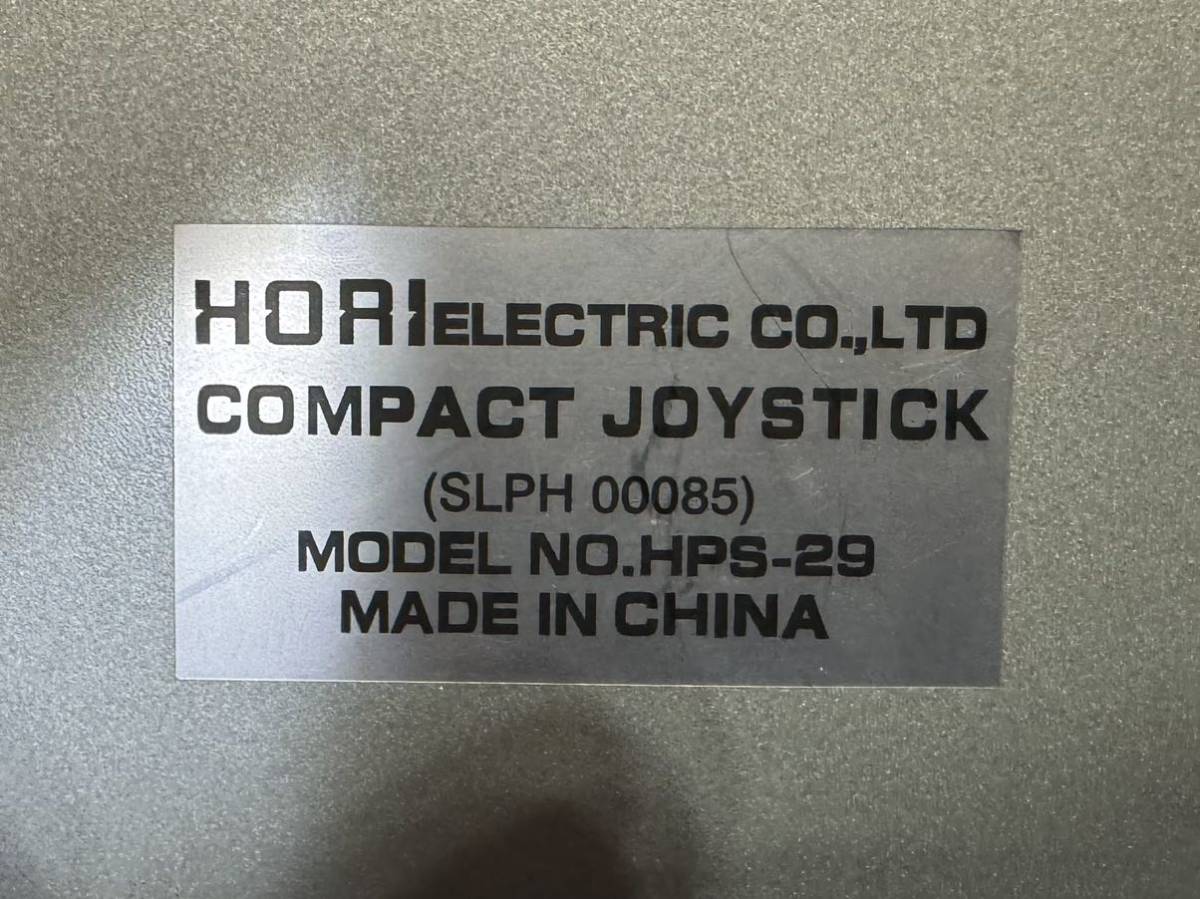 HORI ELECTRIC CO.,LTD
COMPACT JOYSTICK
(SLPH 00085)
MODEL NO.HPS-29
MADE IN CHINA